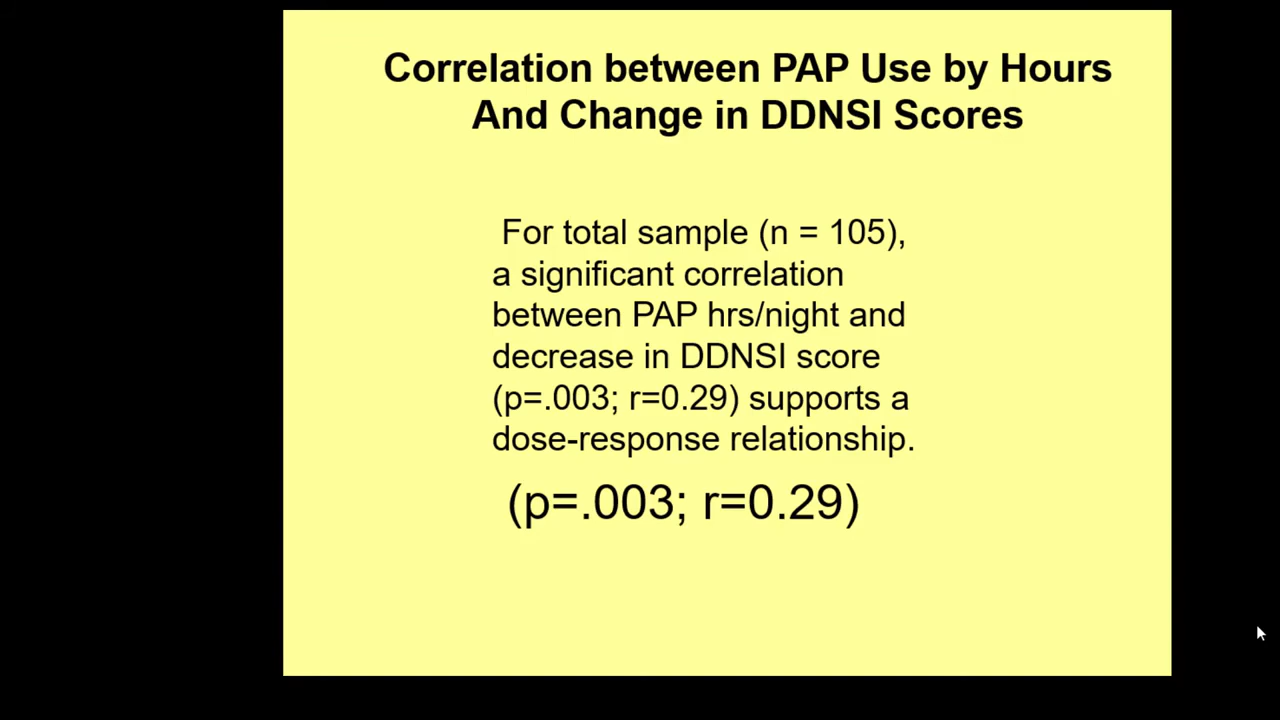 Correlation between PAP Use by Hours
And Change in DDNSI Scores
For total sample (n = 105),
a significant correlation
between PAP hrs/night and
decrease in DDNSI score
(p=.003; r=0.29) supports a
dose-response relationship.
(p=.003; r=0.29)